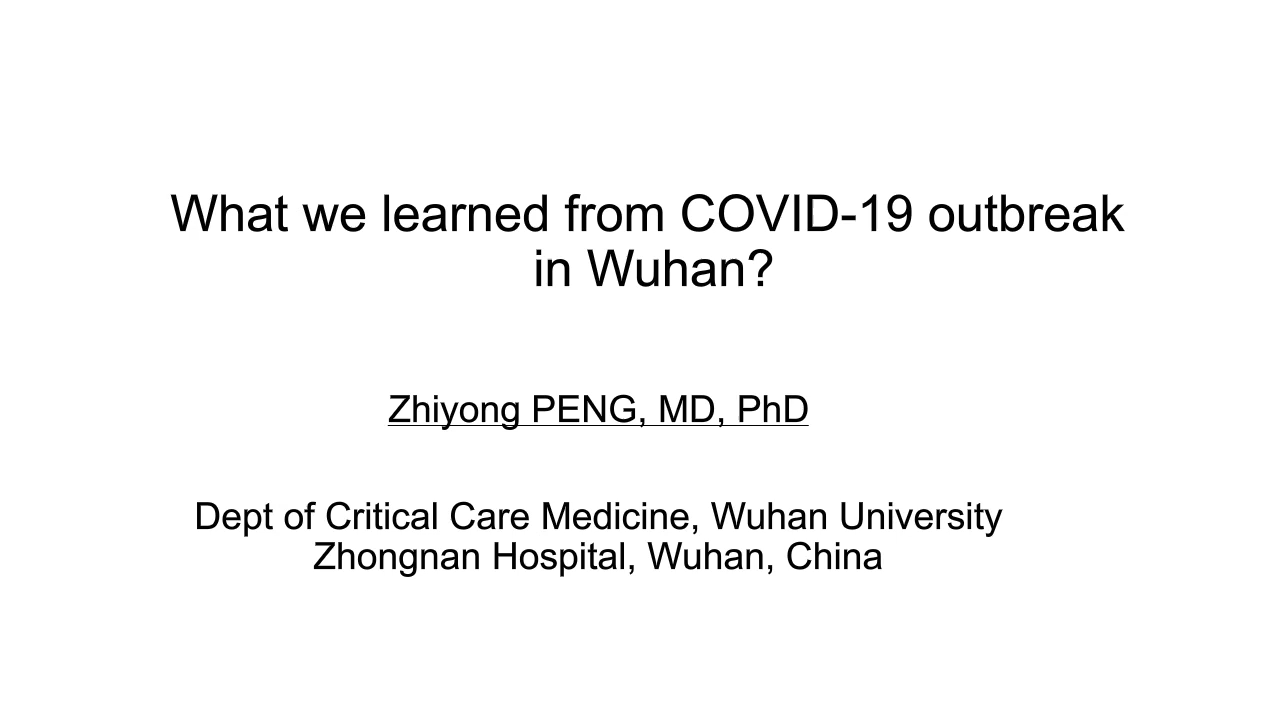 What we learned from COVID-19 outbreak
in Wuhan?
Zhiyong PENG, MD, PhD
Dept of Critical Care Medicine, Wuhan University
Zhongnan Hospital, Wuhan, China